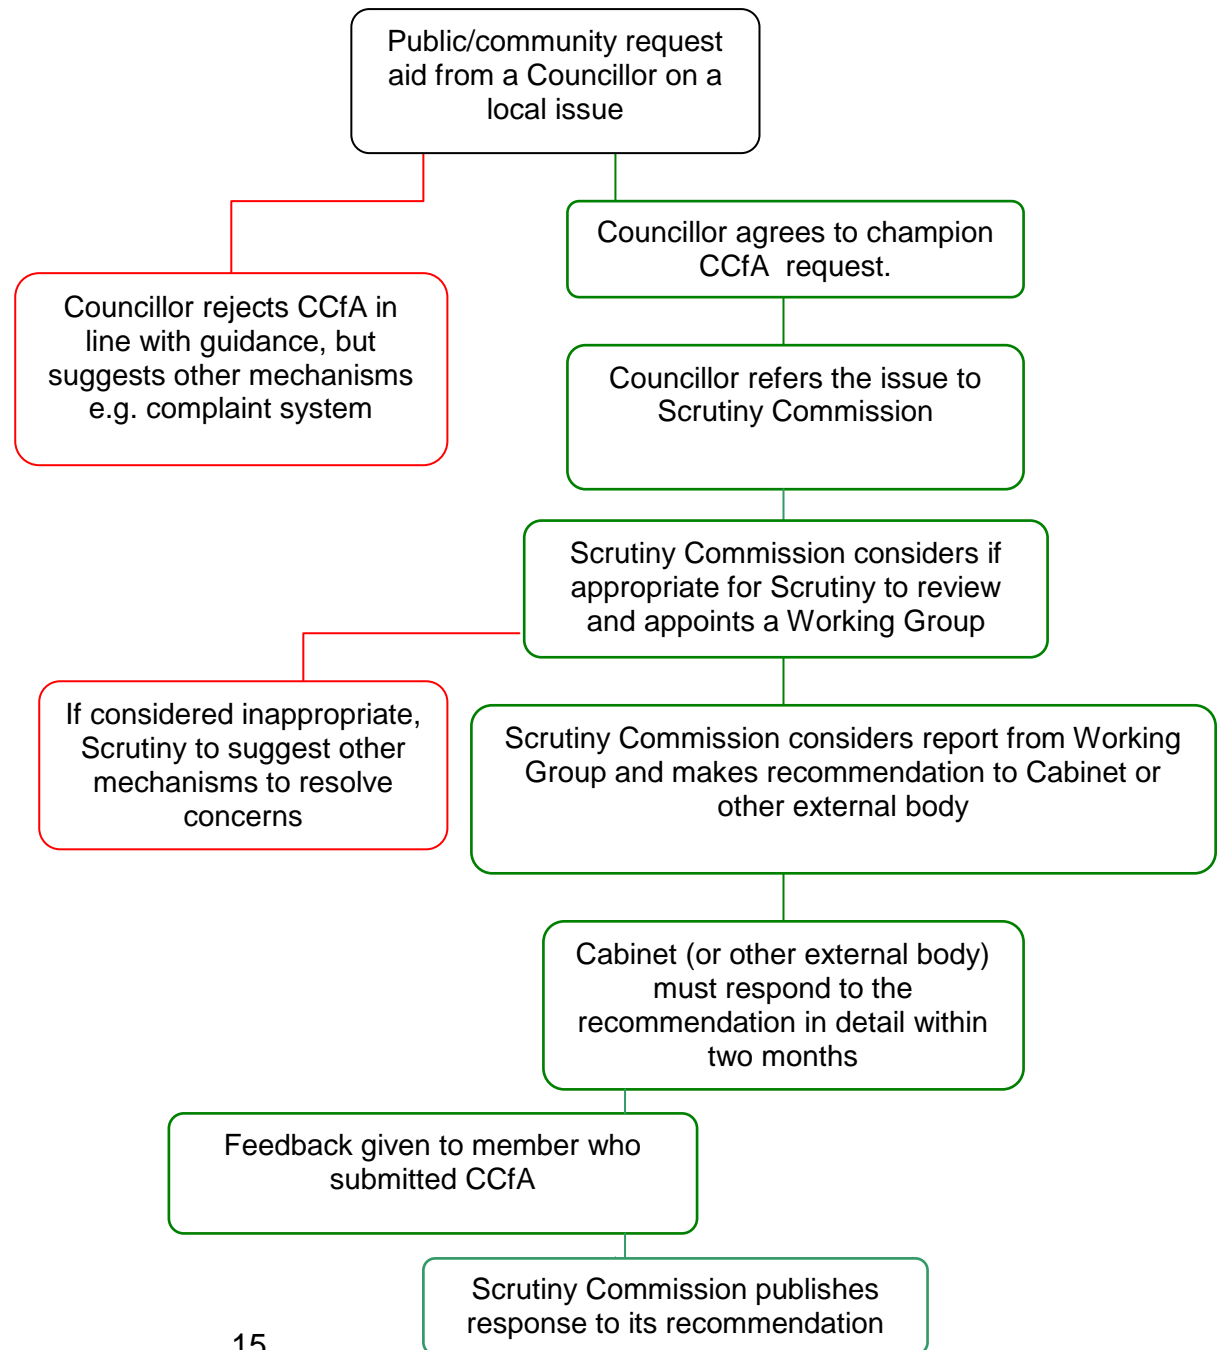 Public/community request
aid from a Councillor on a
local issue
Councillor agrees to champion
CCfA  request.
Councillor rejects CCfA in
line with guidance, but
suggests other mechanisms
e.g. complaint system
Councillor refers the issue to
Scrutiny Commission
Scrutiny Commission considers if
appropriate for Scrutiny to review
and appoints a Working Group
If considered inappropriate,
Scrutiny to suggest other
mechanisms to resolve
concerns
Scrutiny Commission considers report from Working
Group and makes recommendation to Cabinet or
other external body
Cabinet (or other external body)
must respond to the
recommendation in detail within
two months
Feedback given to member who
submitted CCfA
Scrutiny Commission publishes
response to its recommendation
15